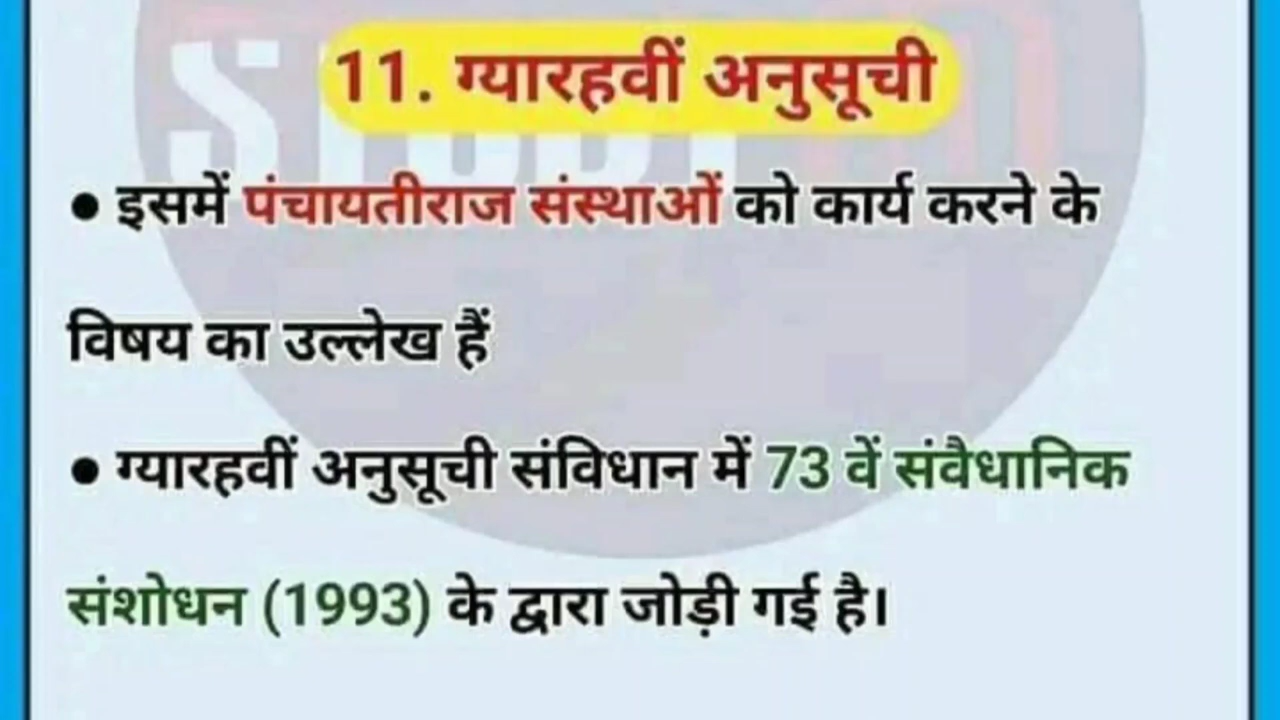 11. ग्यारहवीं अनुसूची
● इसमें पंचायतीराज संस्थाओं को कार्य करने के
विषय का उल्लेख हैं
● ग्यारहवीं अनुसूची संविधान में 73 वें संवैधानिक
संशोधन (1993) के द्वारा जोड़ी गई है।